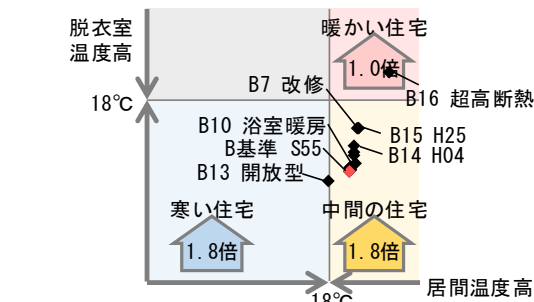 脱衣室
温度高
暖かい住宅
1.0倍
B7 改修
B16 超高断熱
18℃
B10 浴室暖房
B15 H25
B基準 S55
B14 H04
B13 開放型
寒い住宅
中間の住宅
1.8倍
1.8倍
居間温度高
18℃